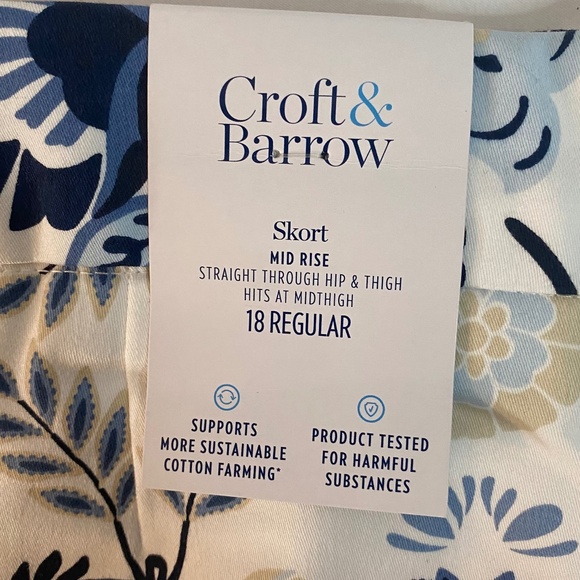 Croft&
Barrow
Skort
MID RISE
STRAIGHT THROUGH HIP & THIGH
HITS AT MIDTHIGH
18 REGULAR
SUPPORTS
MORE SUSTAINABLE
COTTON FARMING*
PRODUCT TESTED
FOR HARMFUL
SUBSTANCES